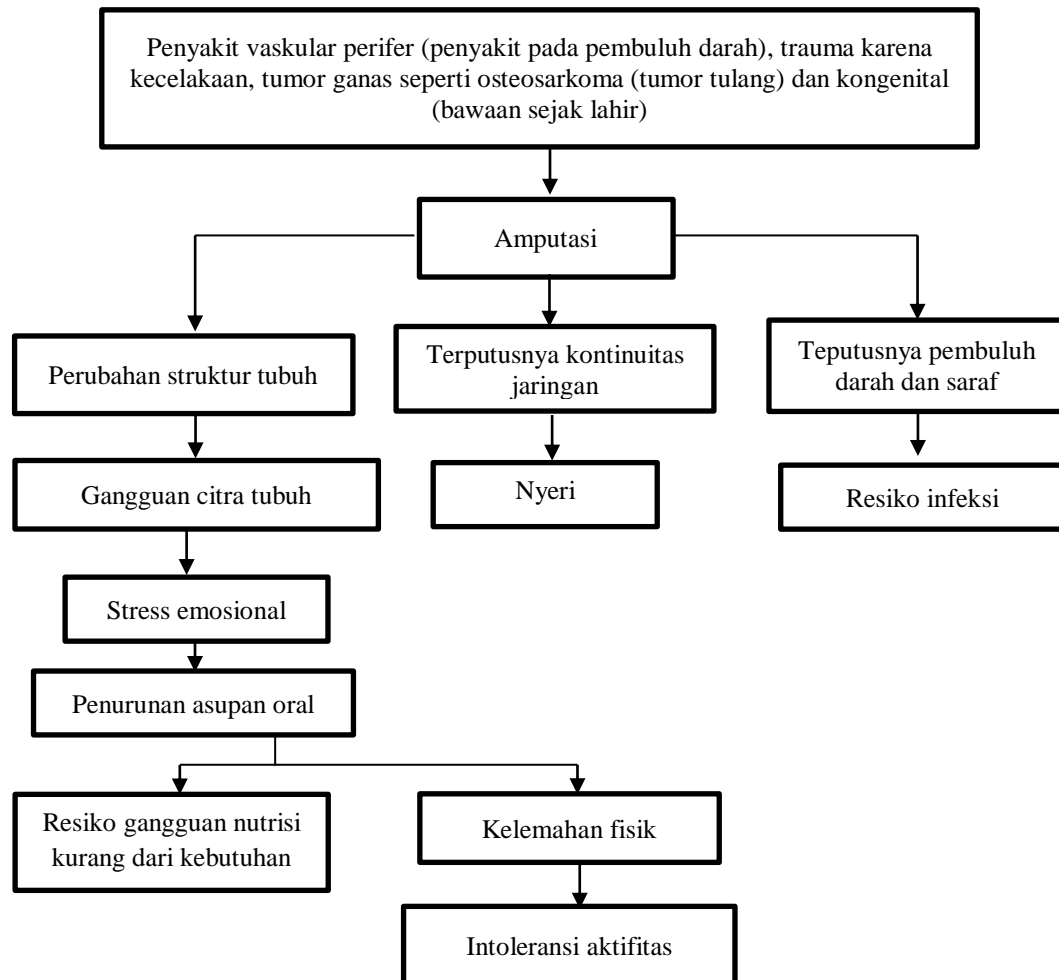 Penyakit vaskular perifer (penyakit pada pembuluh darah), trauma karena
kecelakaan, tumor ganas seperti osteosarkoma (tumor tulang) dan kongenital
(bawaan sejak lahir)
Amputasi
Perubahan struktur tubuh
Terputusnya kontinuitas
jaringan
Teputusnya pembuluh
darah dan saraf
Gangguan citra tubuh
Nyeri
Resiko infeksi
Stress emosional
Penurunan asupan oral
Resiko gangguan nutrisi
kurang dari kebutuhan
Kelemahan fisik
Intoleransi aktifitas